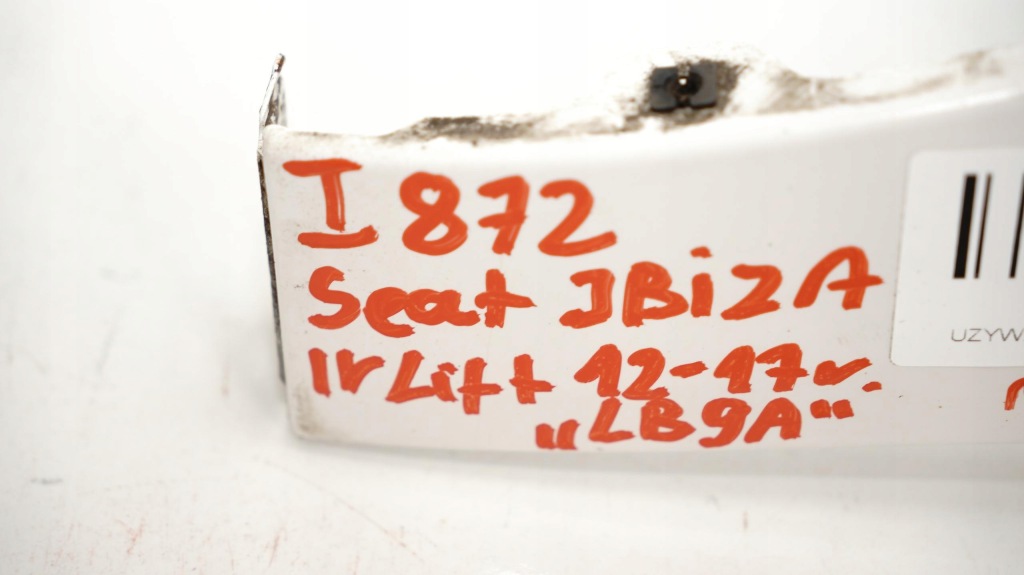 I 872
Seat IBiZA
IV Lift 12-17r.
"LB9A"
UZYW